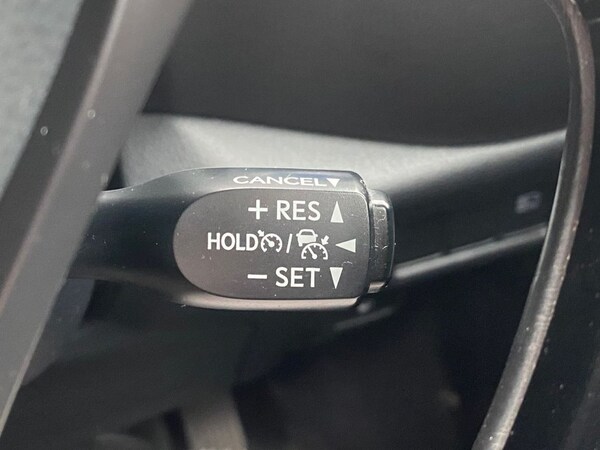 CANCEL▼
+ RES ▲
HOLD / ◀
− SET ▼